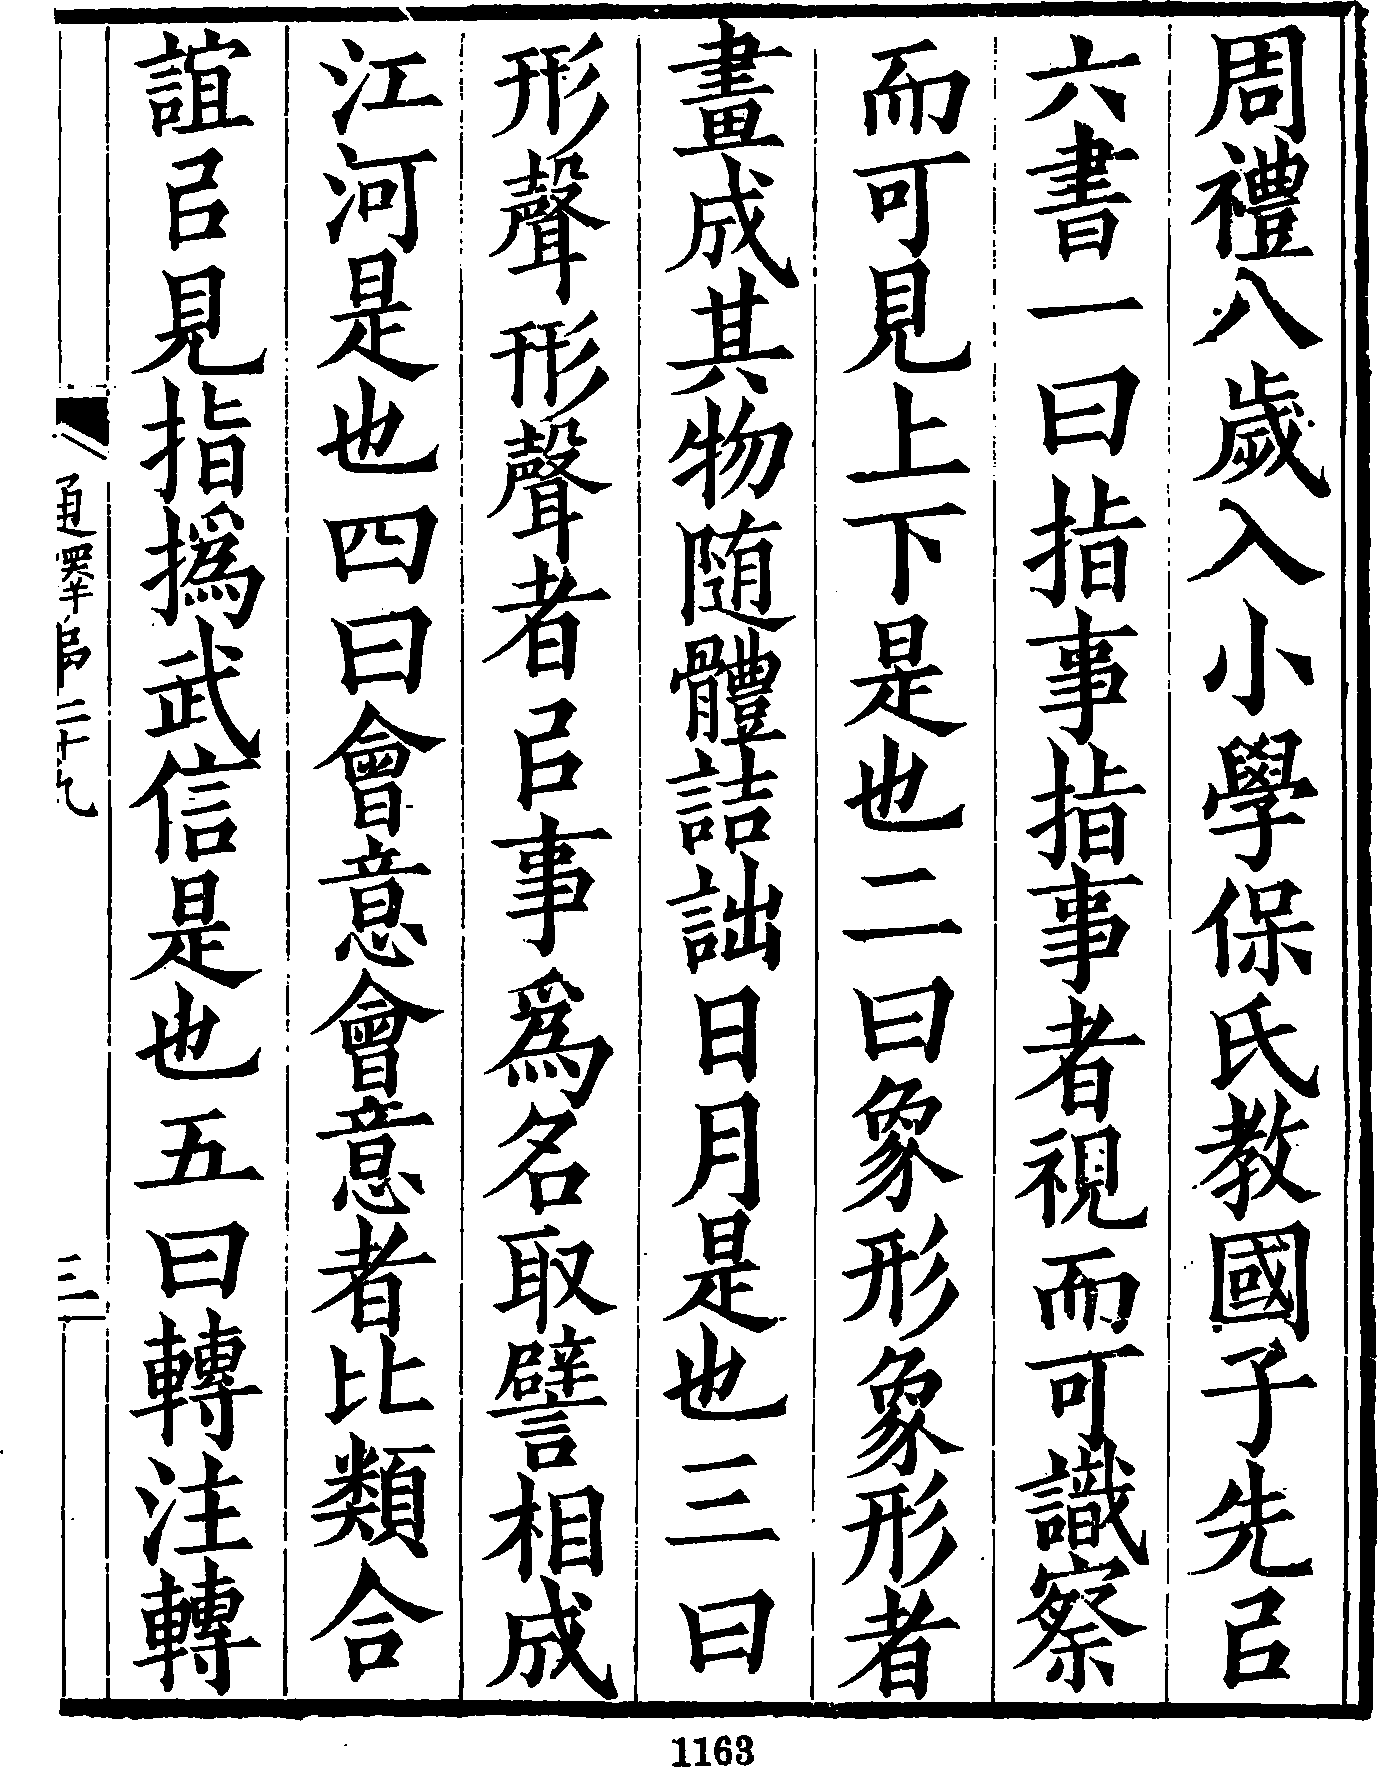 周禮八歲入小學保氏教國子先㠯
六書一曰指事指事者視而可識察
而可見上下是也二曰象形象形者
畫成其物隨體詰詘日月是也三曰
形聲形聲者㠯事爲名取譬相成
江河是也四曰會意會意者比類合
誼㠯見指撝武信是也五曰轉注轉
通釋弟二十九
三
1163